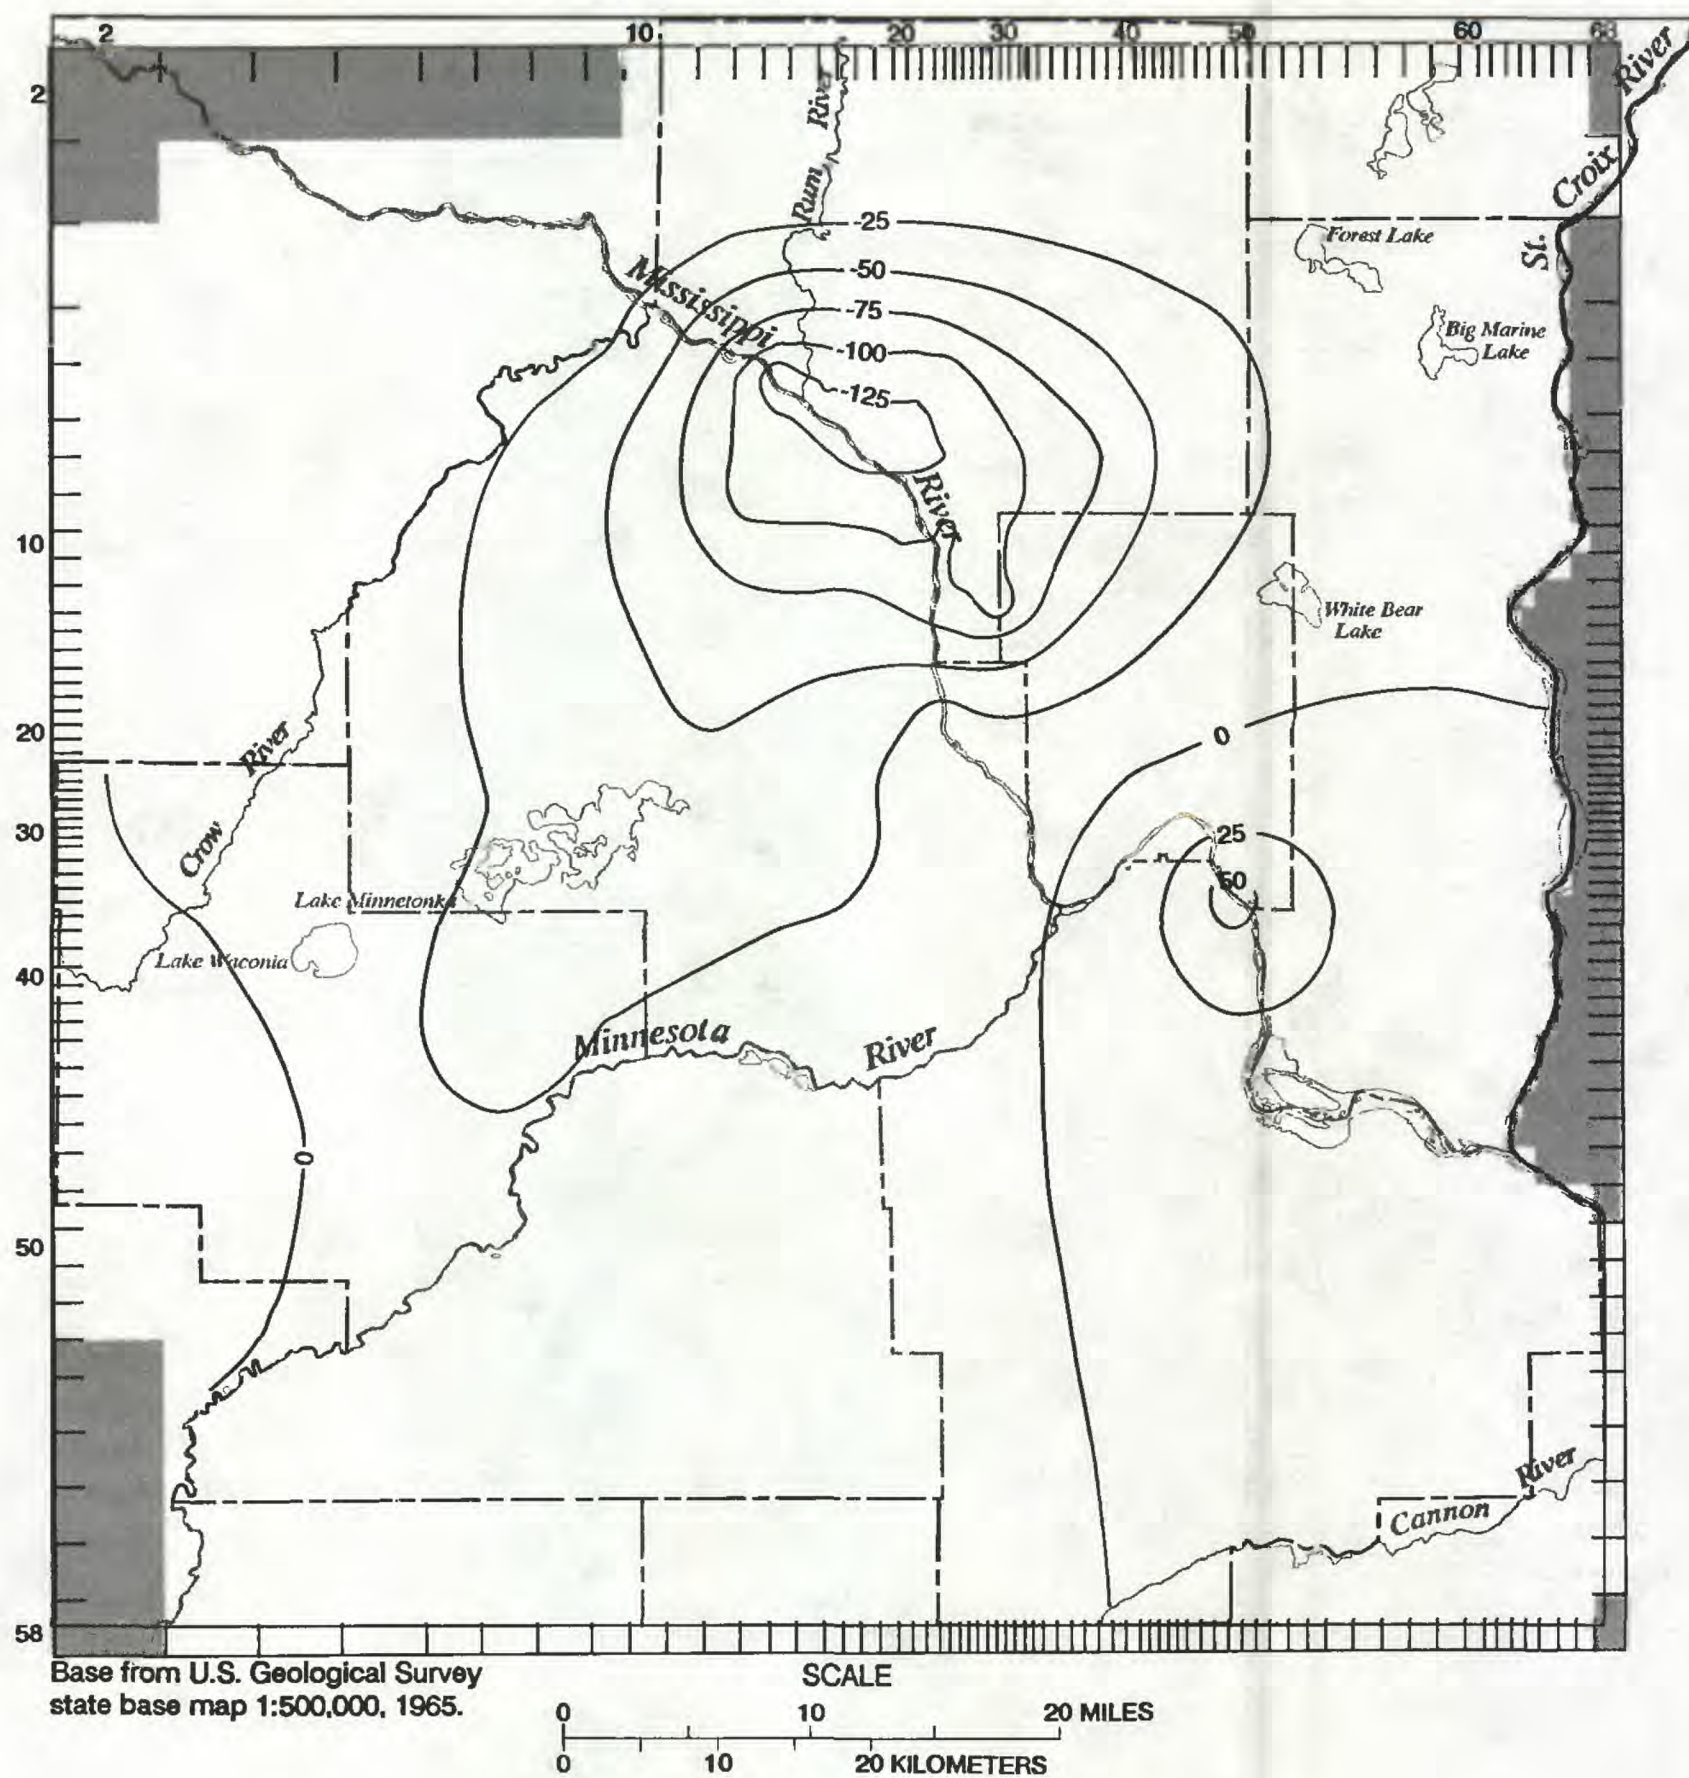 2 10 20 30 40 50 60 68
2
10
20
30
40
50
58
River
St. Croix
Rum River
Forest Lake
Big Marine
Lake
-25
-50
-75
-100
-125
Mississippi
River
White Bear
Lake
0
25
50
Crow River
Lake Minnetonka
Lake Waconia
Minnesota River
0
Cannon River
Base from U.S. Geological Survey
state base map 1:500,000, 1965.
SCALE
0 10 20 MILES
0 10 20 KILOMETERS